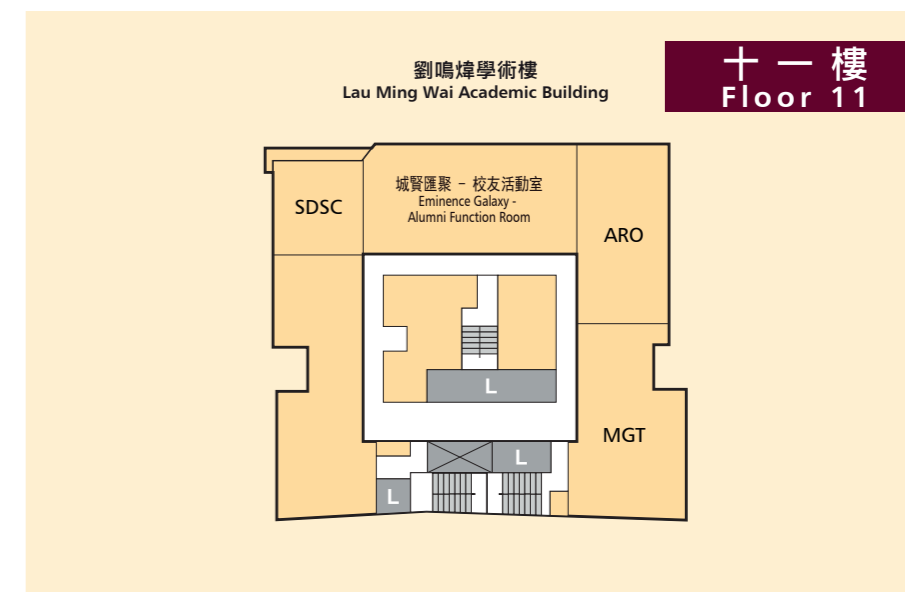 十一樓
Floor 11
劉鳴煒學術樓
Lau Ming Wai Academic Building
城賢匯聚 - 校友活動室
Eminence Galaxy -
Alumni Function Room
SDSC
ARO
L
MGT
L
L